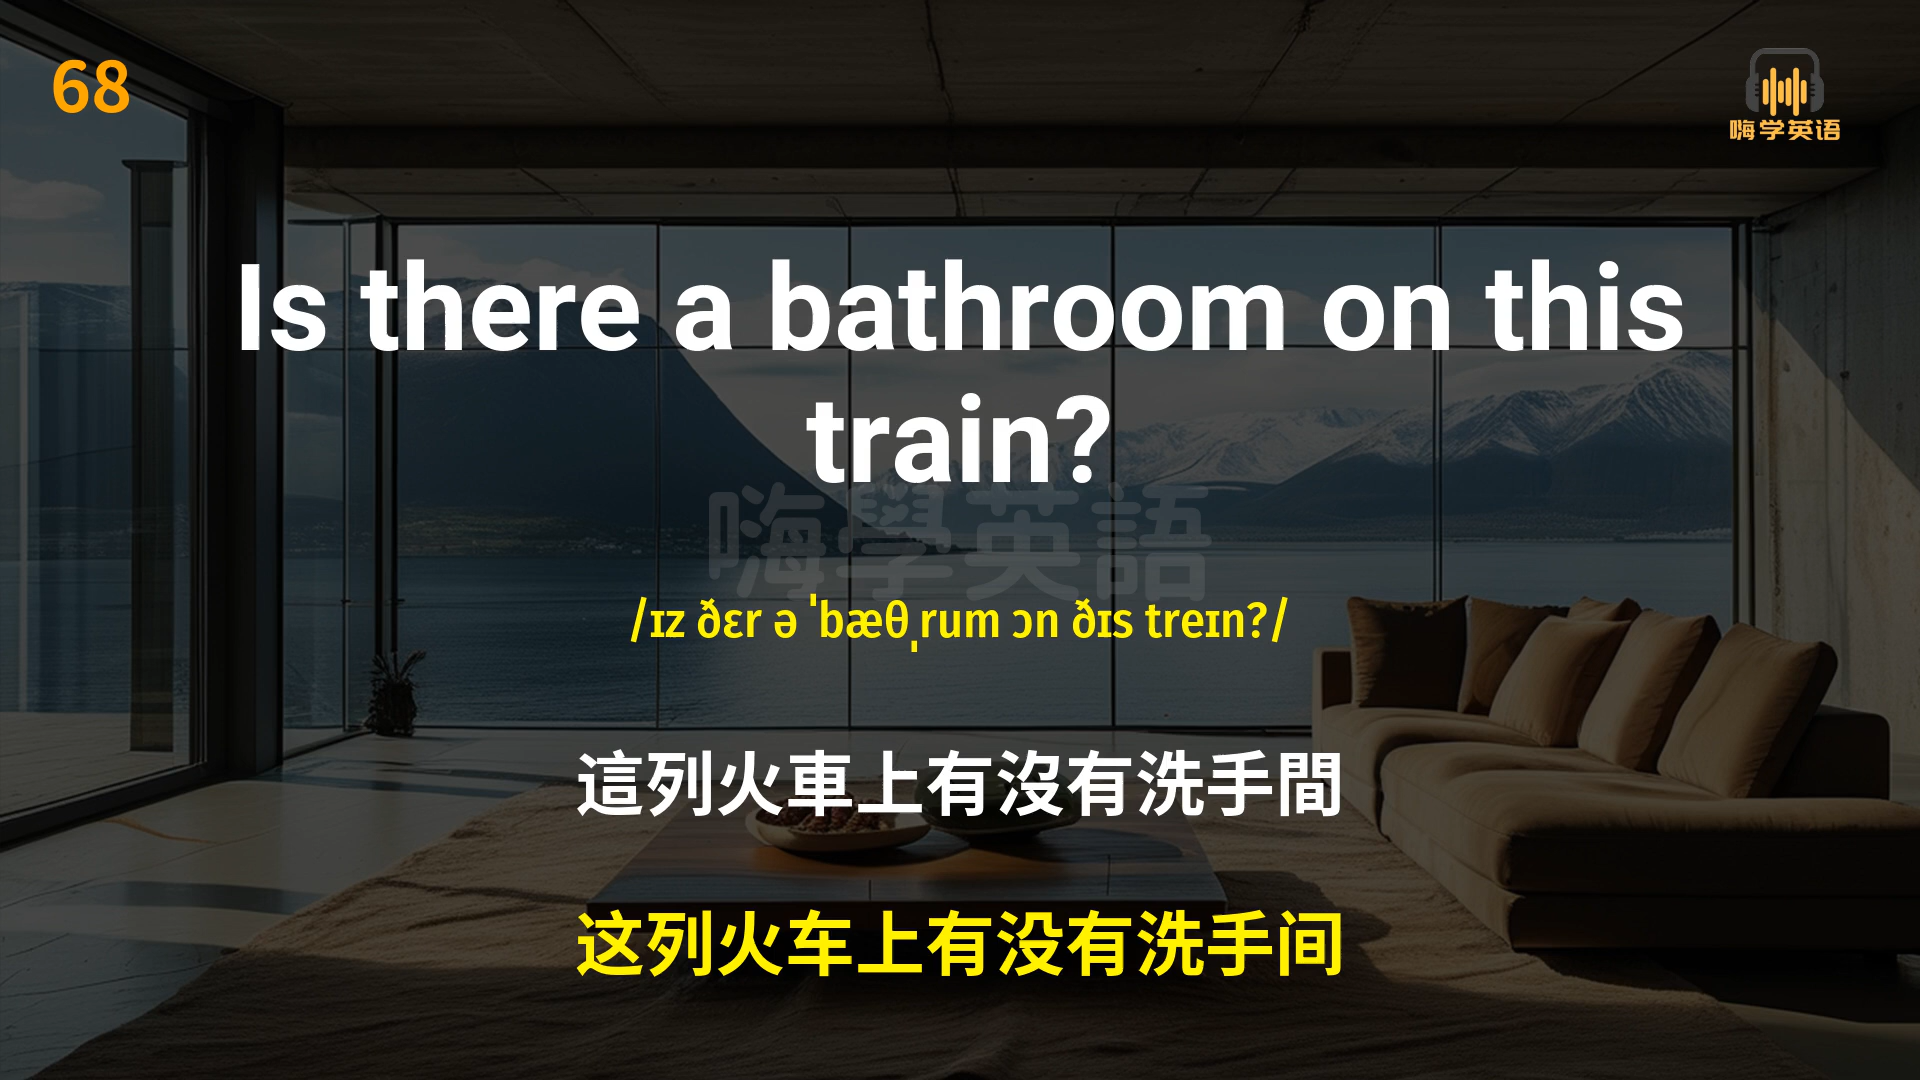 68
嗨学英语
Is there a bathroom on this
train?
嗨學英語
/ɪz ðɛr ə ˈbæθˌrum ɔn ðɪs treɪn?/
這列火車上有沒有洗手間
这列火车上有没有洗手间